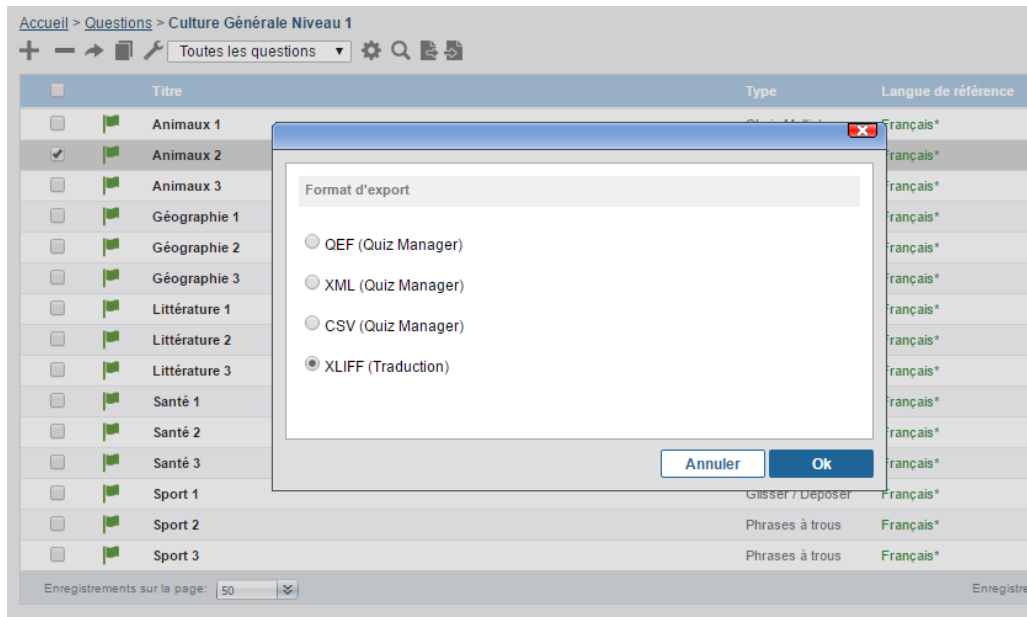 Accueil > Questions > Culture Générale Niveau 1
Toutes les questions
Titre Type Langue de référence
Animaux 1 Français*
Animaux 2 Français*
Animaux 3 Français*
Format d'export
Géographie 1 Français*
QEF (Quiz Manager)
Géographie 2 Français*
Géographie 3 Français*
XML (Quiz Manager)
Littérature 1 Français*
CSV (Quiz Manager)
Littérature 2 Français*
Littérature 3 Français*
XLIFF (Traduction)
Santé 1 Français*
Santé 2 Français*
Santé 3 Français*
Annuler Ok
Sport 1 Glisser / Déposer Français*
Sport 2 Phrases à trous Français*
Sport 3 Phrases à trous Français*
Enregistrements sur la page: 50